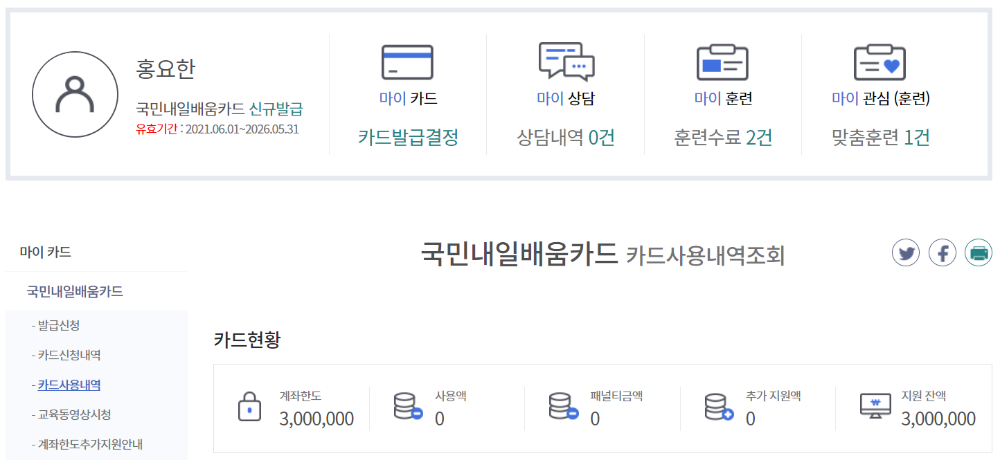 홍요한
국민내일배움카드 신규발급
유효기간 : 2021.06.01~2026.05.31
마이 카드
카드발급결정
마이 상담
상담내역 0건
마이 훈련
훈련수료 2건
마이 관심 (훈련)
맞춤훈련 1건
마이 카드
국민내일배움카드
- 발급신청
- 카드신청내역
- 카드사용내역
- 교육동영상시청
- 계좌한도추가지원안내
국민내일배움카드 카드사용내역조회
카드현황
계좌한도
3,000,000
사용액
0
패널티금액
0
추가 지원액
0
₩
지원 잔액
3,000,000